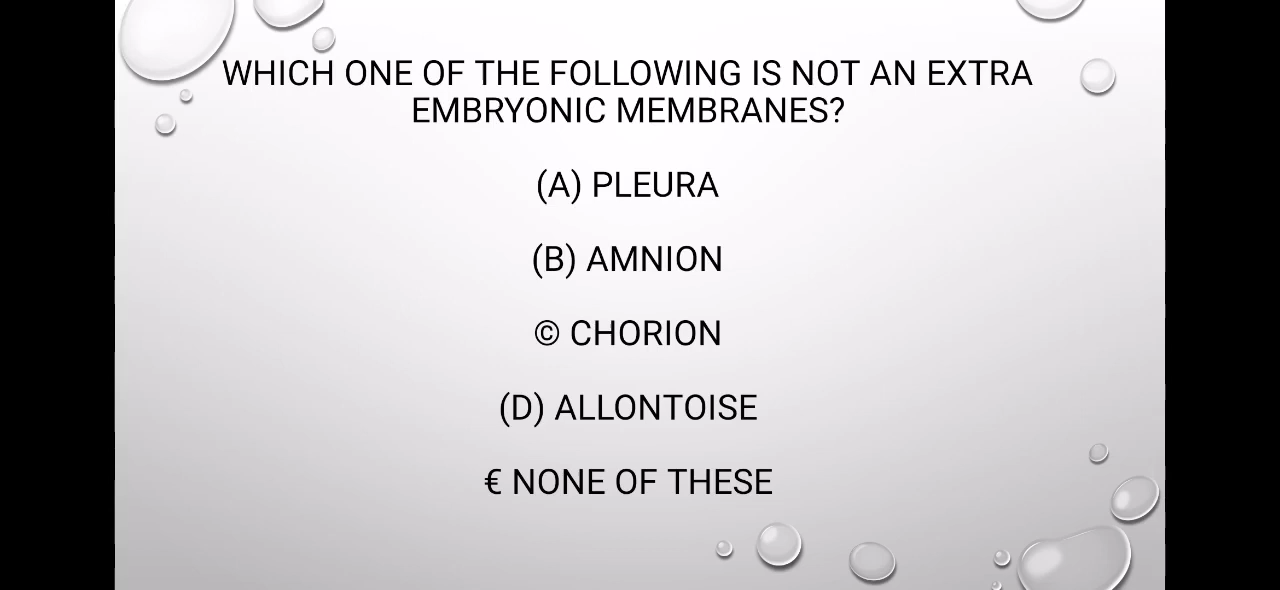 WHICH ONE OF THE FOLLOWING IS NOT AN EXTRA
EMBRYONIC MEMBRANES?
(A) PLEURA
(B) AMNION
© CHORION
(D) ALLONTOISE
€ NONE OF THESE